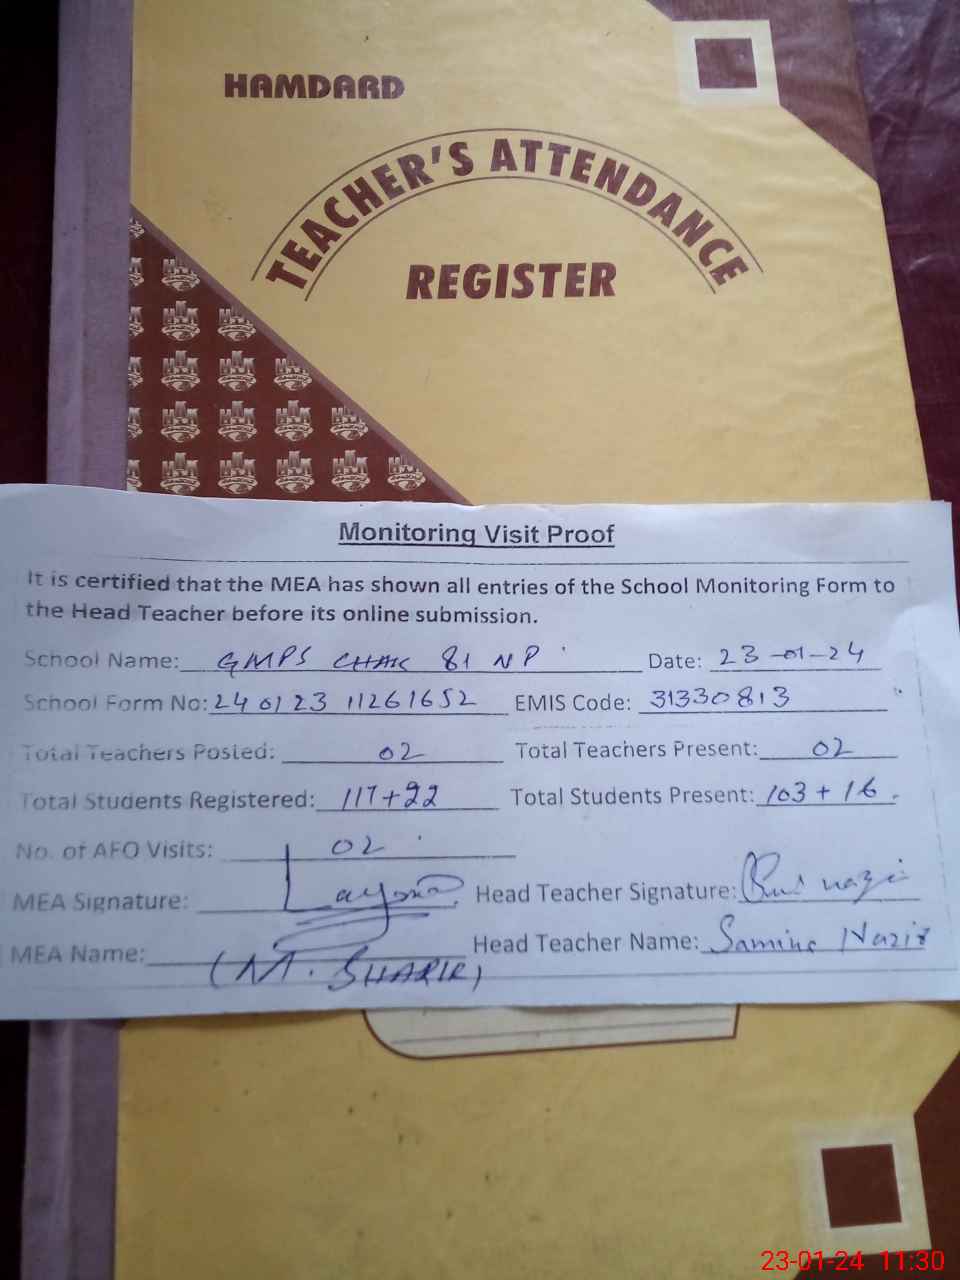 HAMDARD
TEACHER'S ATTENDANCE
REGISTER
Monitoring Visit Proof
It is certified that the MEA has shown all entries of the School Monitoring Form to
the Head Teacher before its online submission.
School Name: GMPS CHAK 81 NP Date: 23-01-24
School Form No: 240123 11261652 EMIS Code: 31330813
Total Teachers Posted: 02 Total Teachers Present: 02
Total Students Registered: 117+22 Total Students Present: 103+16
No. of AFO Visits: 02
MEA Signature: Head Teacher Signature:
MEA Name: (M. SHARIF) Head Teacher Name: Samina Nazir
23-01-24 11:30